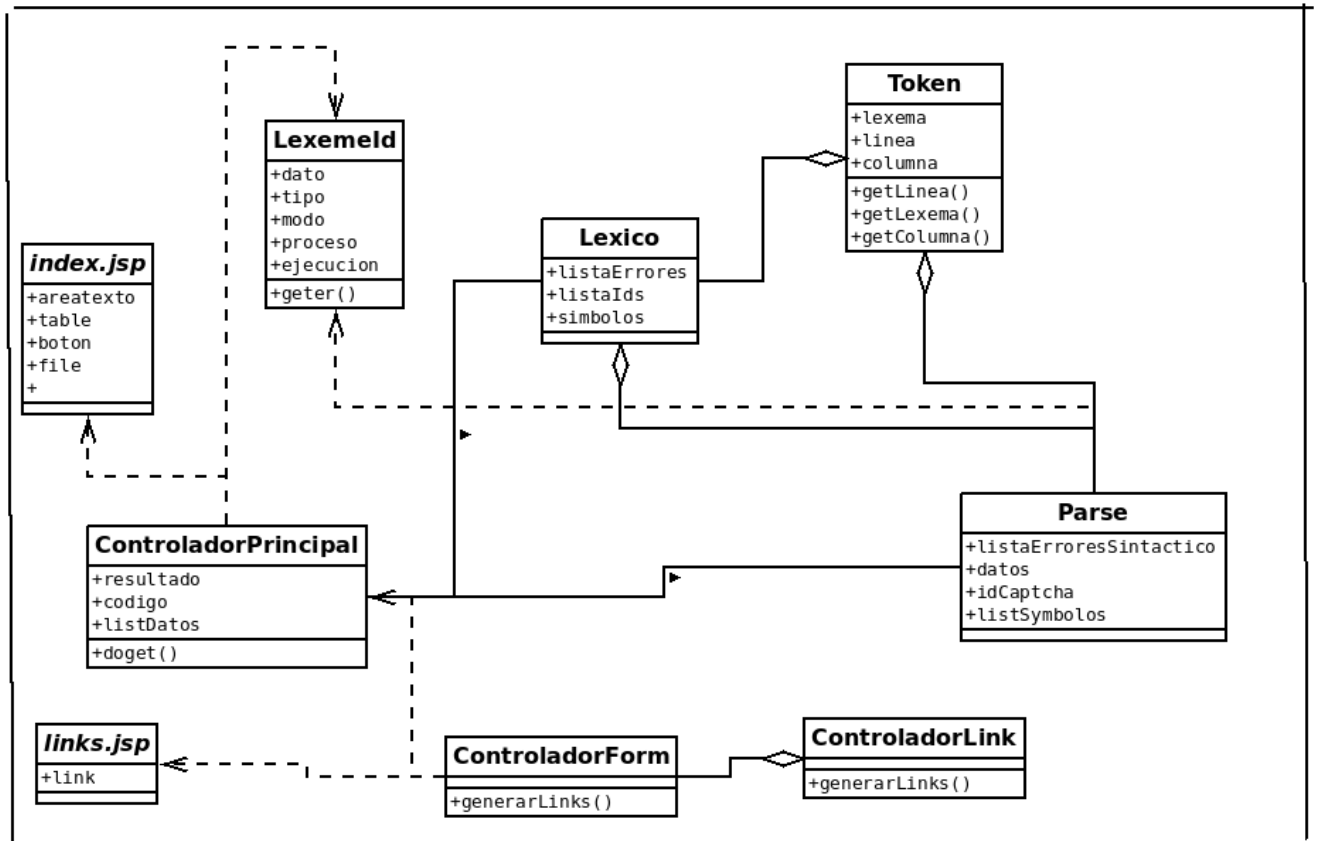 LexemeId
+dato
+tipo
+modo
+proceso
+ejecucion
+geter()
Token
+lexema
+linea
+columna
+getLinea()
+getLexema()
+getColumna()
Lexico
+listaErrores
+listaIds
+simbolos
index.jsp
+areatexto
+table
+boton
+file
+
ControladorPrincipal
+resultado
+codigo
+listDatos
+doget()
Parse
+listaErroresSintactico
+datos
+idCaptcha
+listSymbolos
links.jsp
+link
ControladorForm
+generarLinks()
ControladorLink
+generarLinks()